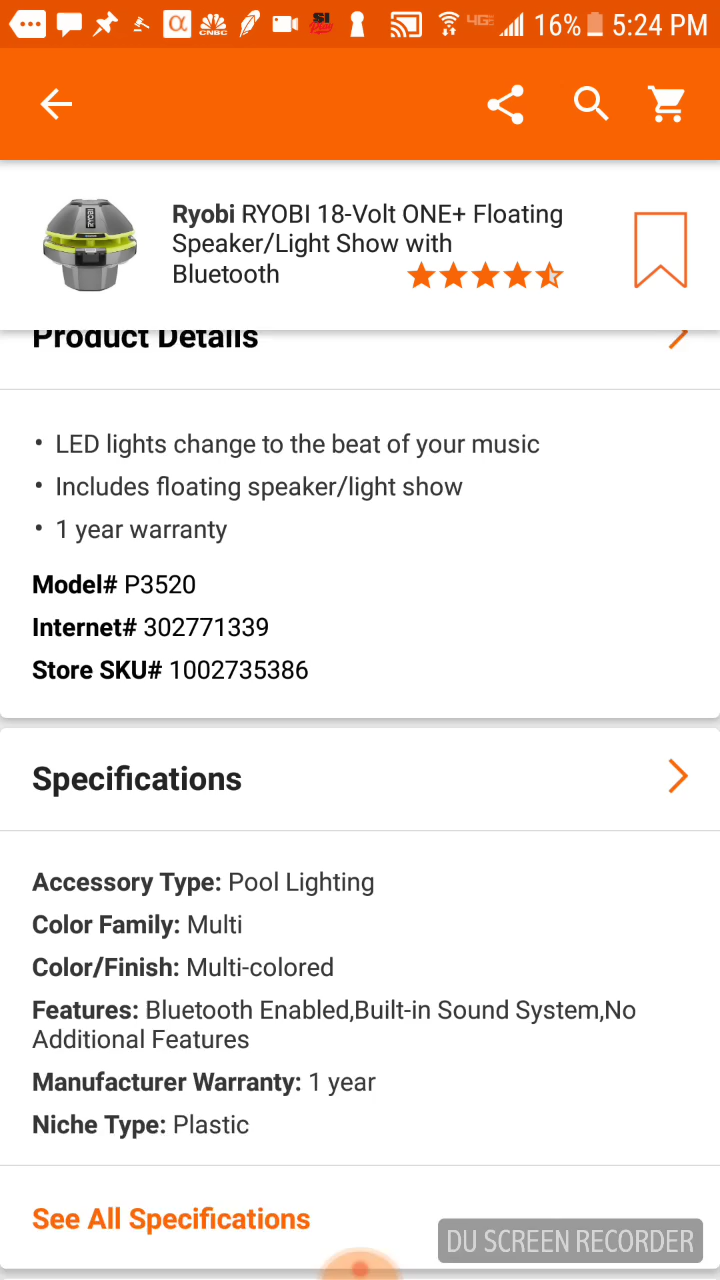 CNBC
SI
4GE
16% 5:24 PM
RYOBI
Ryobi RYOBI 18-Volt ONE+ Floating
Speaker/Light Show with
Bluetooth
Product Details
• LED lights change to the beat of your music
• Includes floating speaker/light show
• 1 year warranty
Model# P3520
Internet# 302771339
Store SKU# 1002735386
Specifications
Accessory Type: Pool Lighting
Color Family: Multi
Color/Finish: Multi-colored
Features: Bluetooth Enabled,Built-in Sound System,No
Additional Features
Manufacturer Warranty: 1 year
Niche Type: Plastic
See All Specifications
DU SCREEN RECORDER